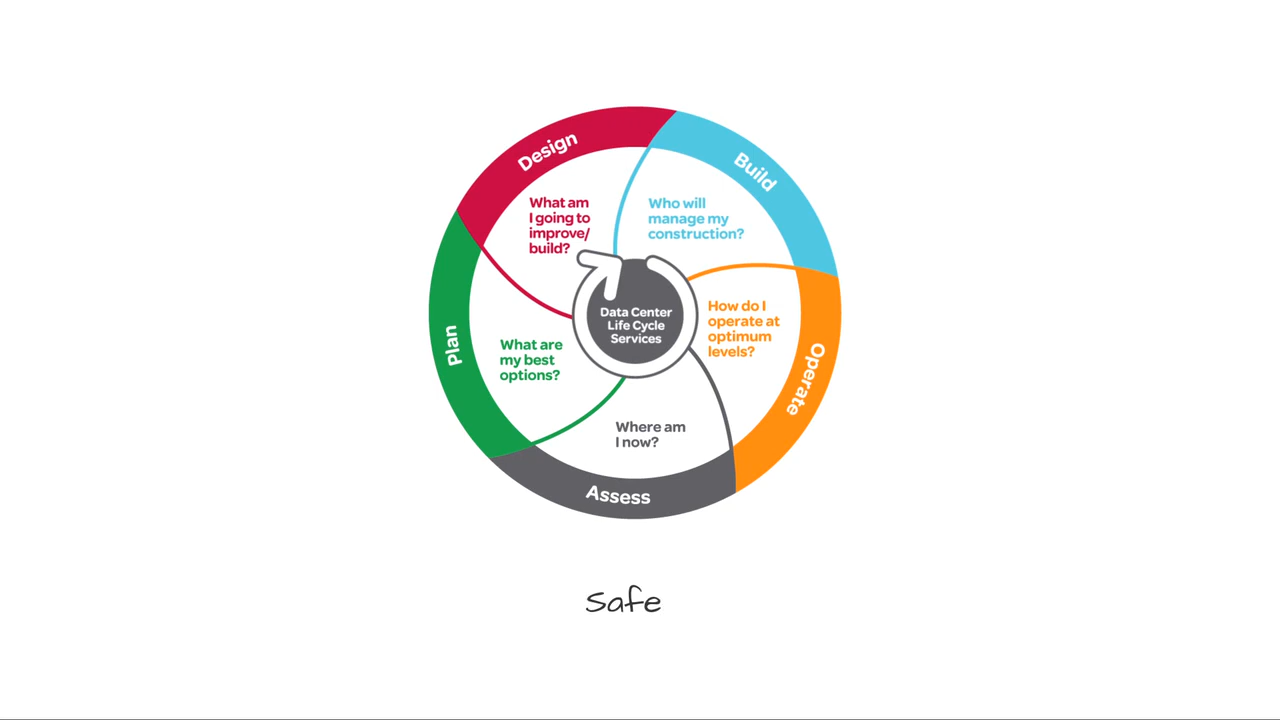 Design
Build
What am
I going to
improve/
build?
Who will
manage my
construction?
Data Center
Life Cycle
Services
How do I
operate at
optimum
levels?
Operate
Plan
What are
my best
options?
Where am
I now?
Assess
Safe